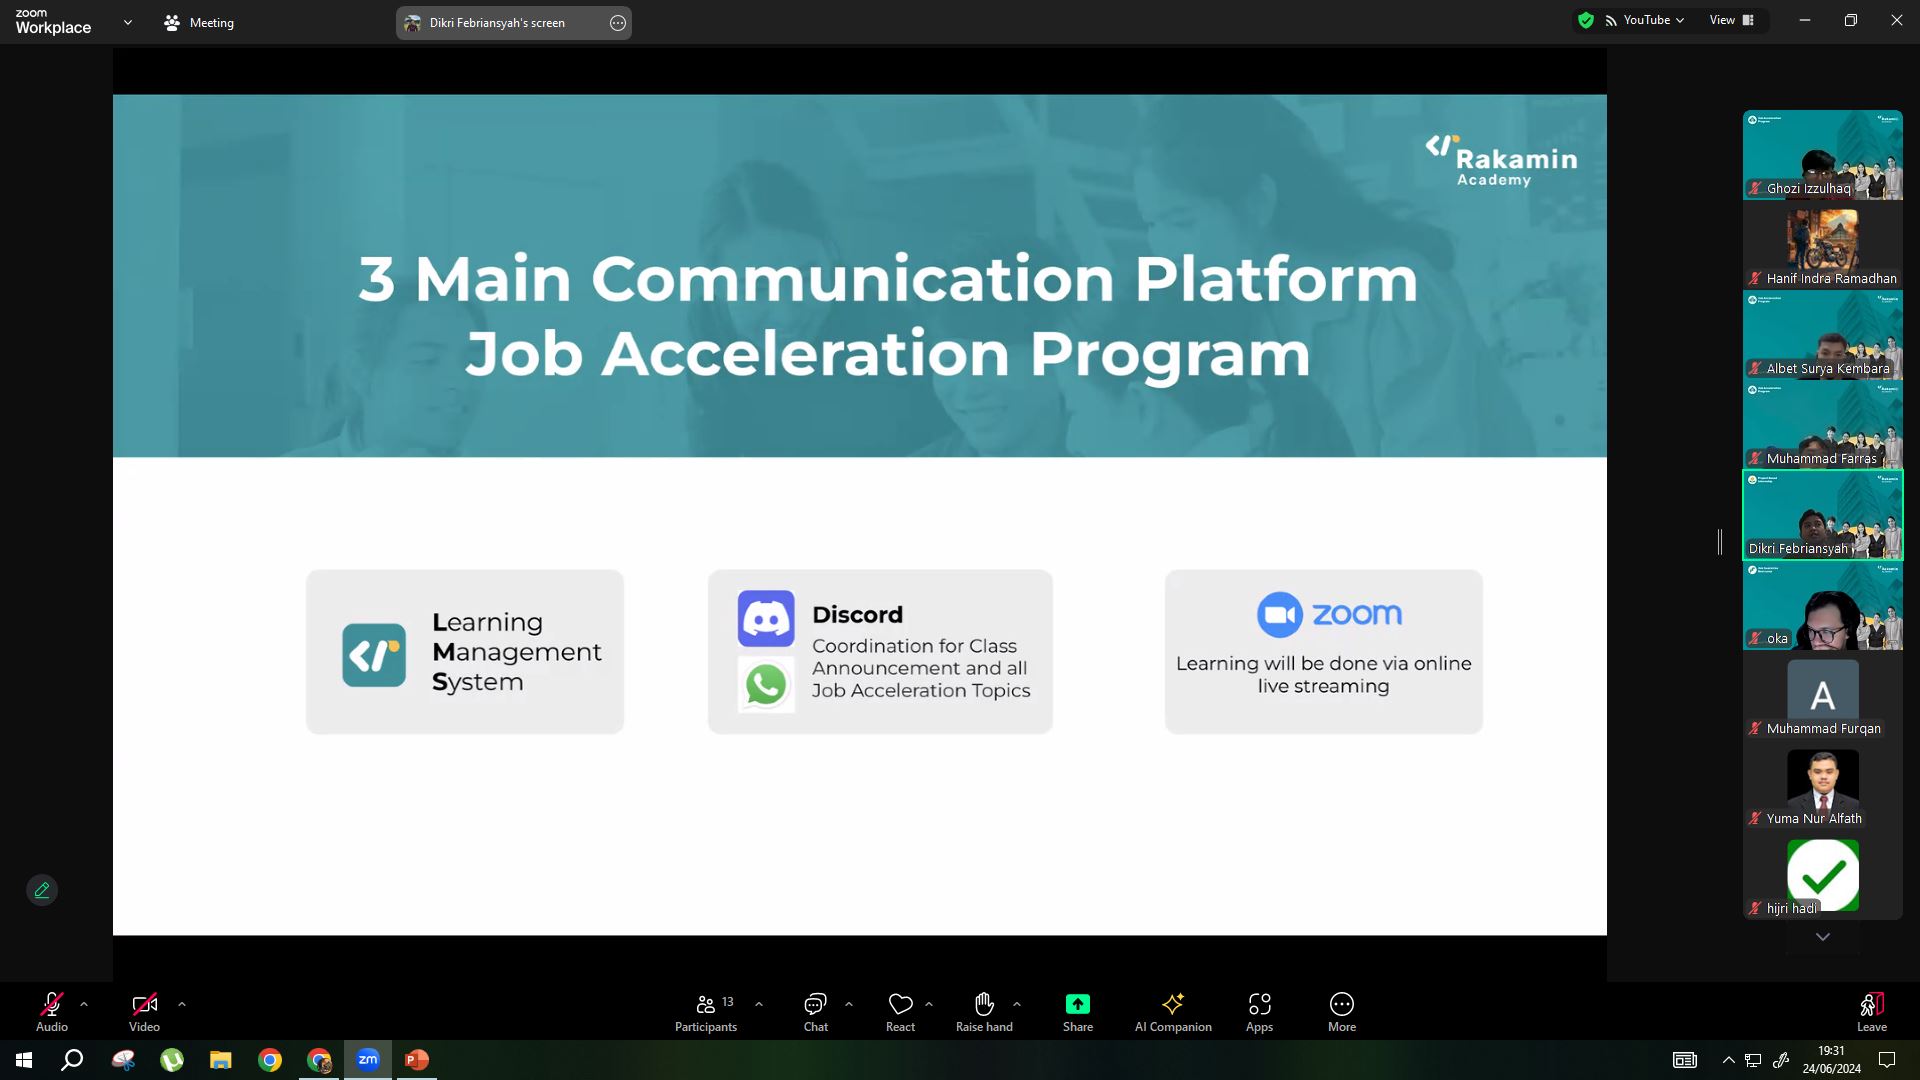 zoom
Workplace
Meeting
Dikri Febriansyah's screen
YouTube
View
Rakamin
Academy
3 Main Communication Platform
Job Acceleration Program
Learning
Management
System
Discord
Coordination for Class
Announcement and all
Job Acceleration Topics
zoom
Learning will be done via online
live streaming
Ghozi Izzulhaq
Hanif Indra Ramadhan
Albet Surya Kembara
Muhammad Farras
Dikri Febriansyah
oka
A
Muhammad Furqan
Yuma Nur Alfath
hijri hadi
Audio
Video
Participants
13
Chat
React
Raise hand
Share
AI Companion
Apps
More
Leave
zm
P
19:31
24/06/2024